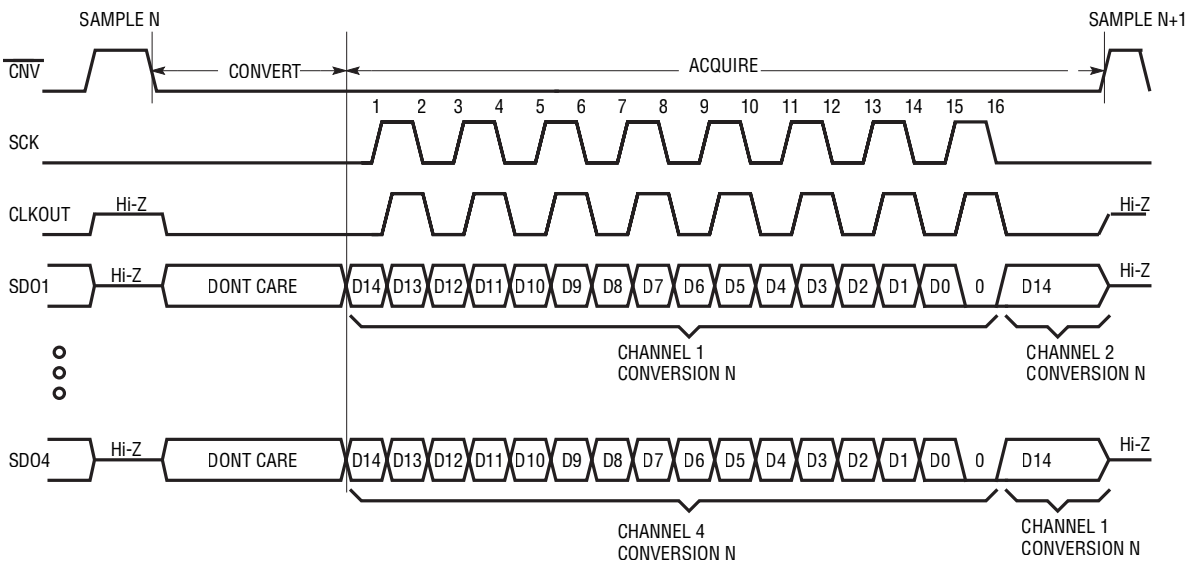 SAMPLE N
SAMPLE N+1
CNV
CONVERT
ACQUIRE
1 2 3 4 5 6 7 8 9 10 11 12 13 14 15 16
SCK
CLKOUT
Hi-Z
Hi-Z
SDO1
Hi-Z
DONT CARE
D14 D13 D12 D11 D10 D9 D8 D7 D6 D5 D4 D3 D2 D1 D0 0
D14
Hi-Z
CHANNEL 1
CONVERSION N
CHANNEL 2
CONVERSION N
SDO4
Hi-Z
DONT CARE
D14 D13 D12 D11 D10 D9 D8 D7 D6 D5 D4 D3 D2 D1 D0 0
D14
Hi-Z
CHANNEL 4
CONVERSION N
CHANNEL 1
CONVERSION N